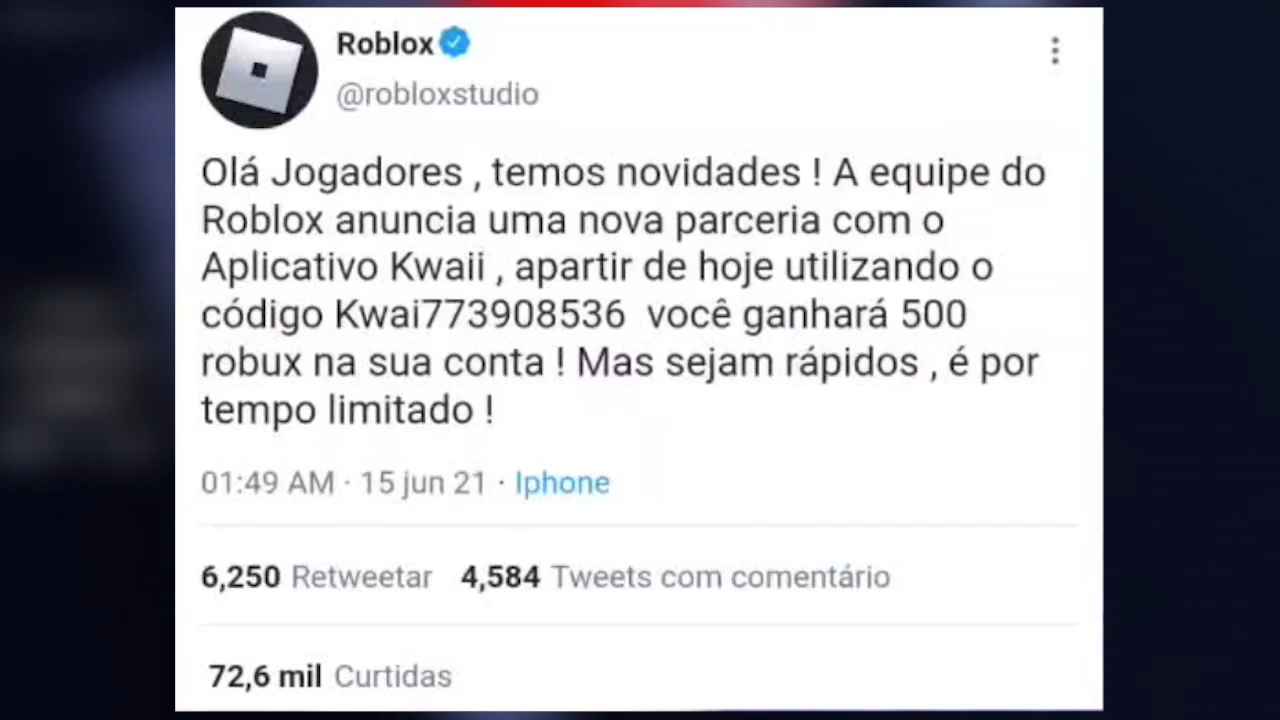 Roblox
@robloxstudio
Olá Jogadores , temos novidades ! A equipe do
Roblox anuncia uma nova parceria com o
Aplicativo Kwaii , apartir de hoje utilizando o
código Kwai773908536 você ganhará 500
robux na sua conta ! Mas sejam rápidos , é por
tempo limitado !
01:49 AM · 15 jun 21 · Iphone
6,250 Retweetar 4,584 Tweets com comentário
72,6 mil Curtidas